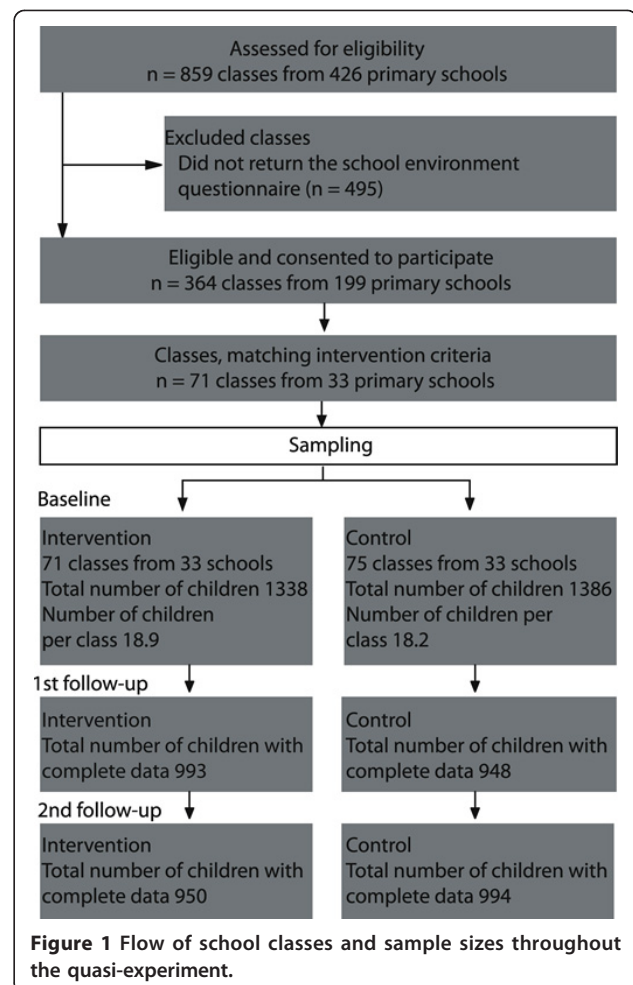 Assessed for eligibility
n = 859 classes from 426 primary schools
Excluded classes
Did not return the school environment
questionnaire (n = 495)
Eligible and consented to participate
n = 364 classes from 199 primary schools
Classes, matching intervention criteria
n = 71 classes from 33 primary schools
Sampling
Baseline
Intervention
71 classes from 33 schools
Total number of children 1338
Number of children
per class 18.9
Control
75 classes from 33 schools
Total number of children 1386
Number of children per
class 18.2
1st follow-up
Intervention
Total number of children with
complete data 993
Control
Total number of children with
complete data 948
2nd follow-up
Intervention
Total number of children with
complete data 950
Control
Total number of children with
complete data 994
Figure 1 Flow of school classes and sample sizes throughout
the quasi-experiment.